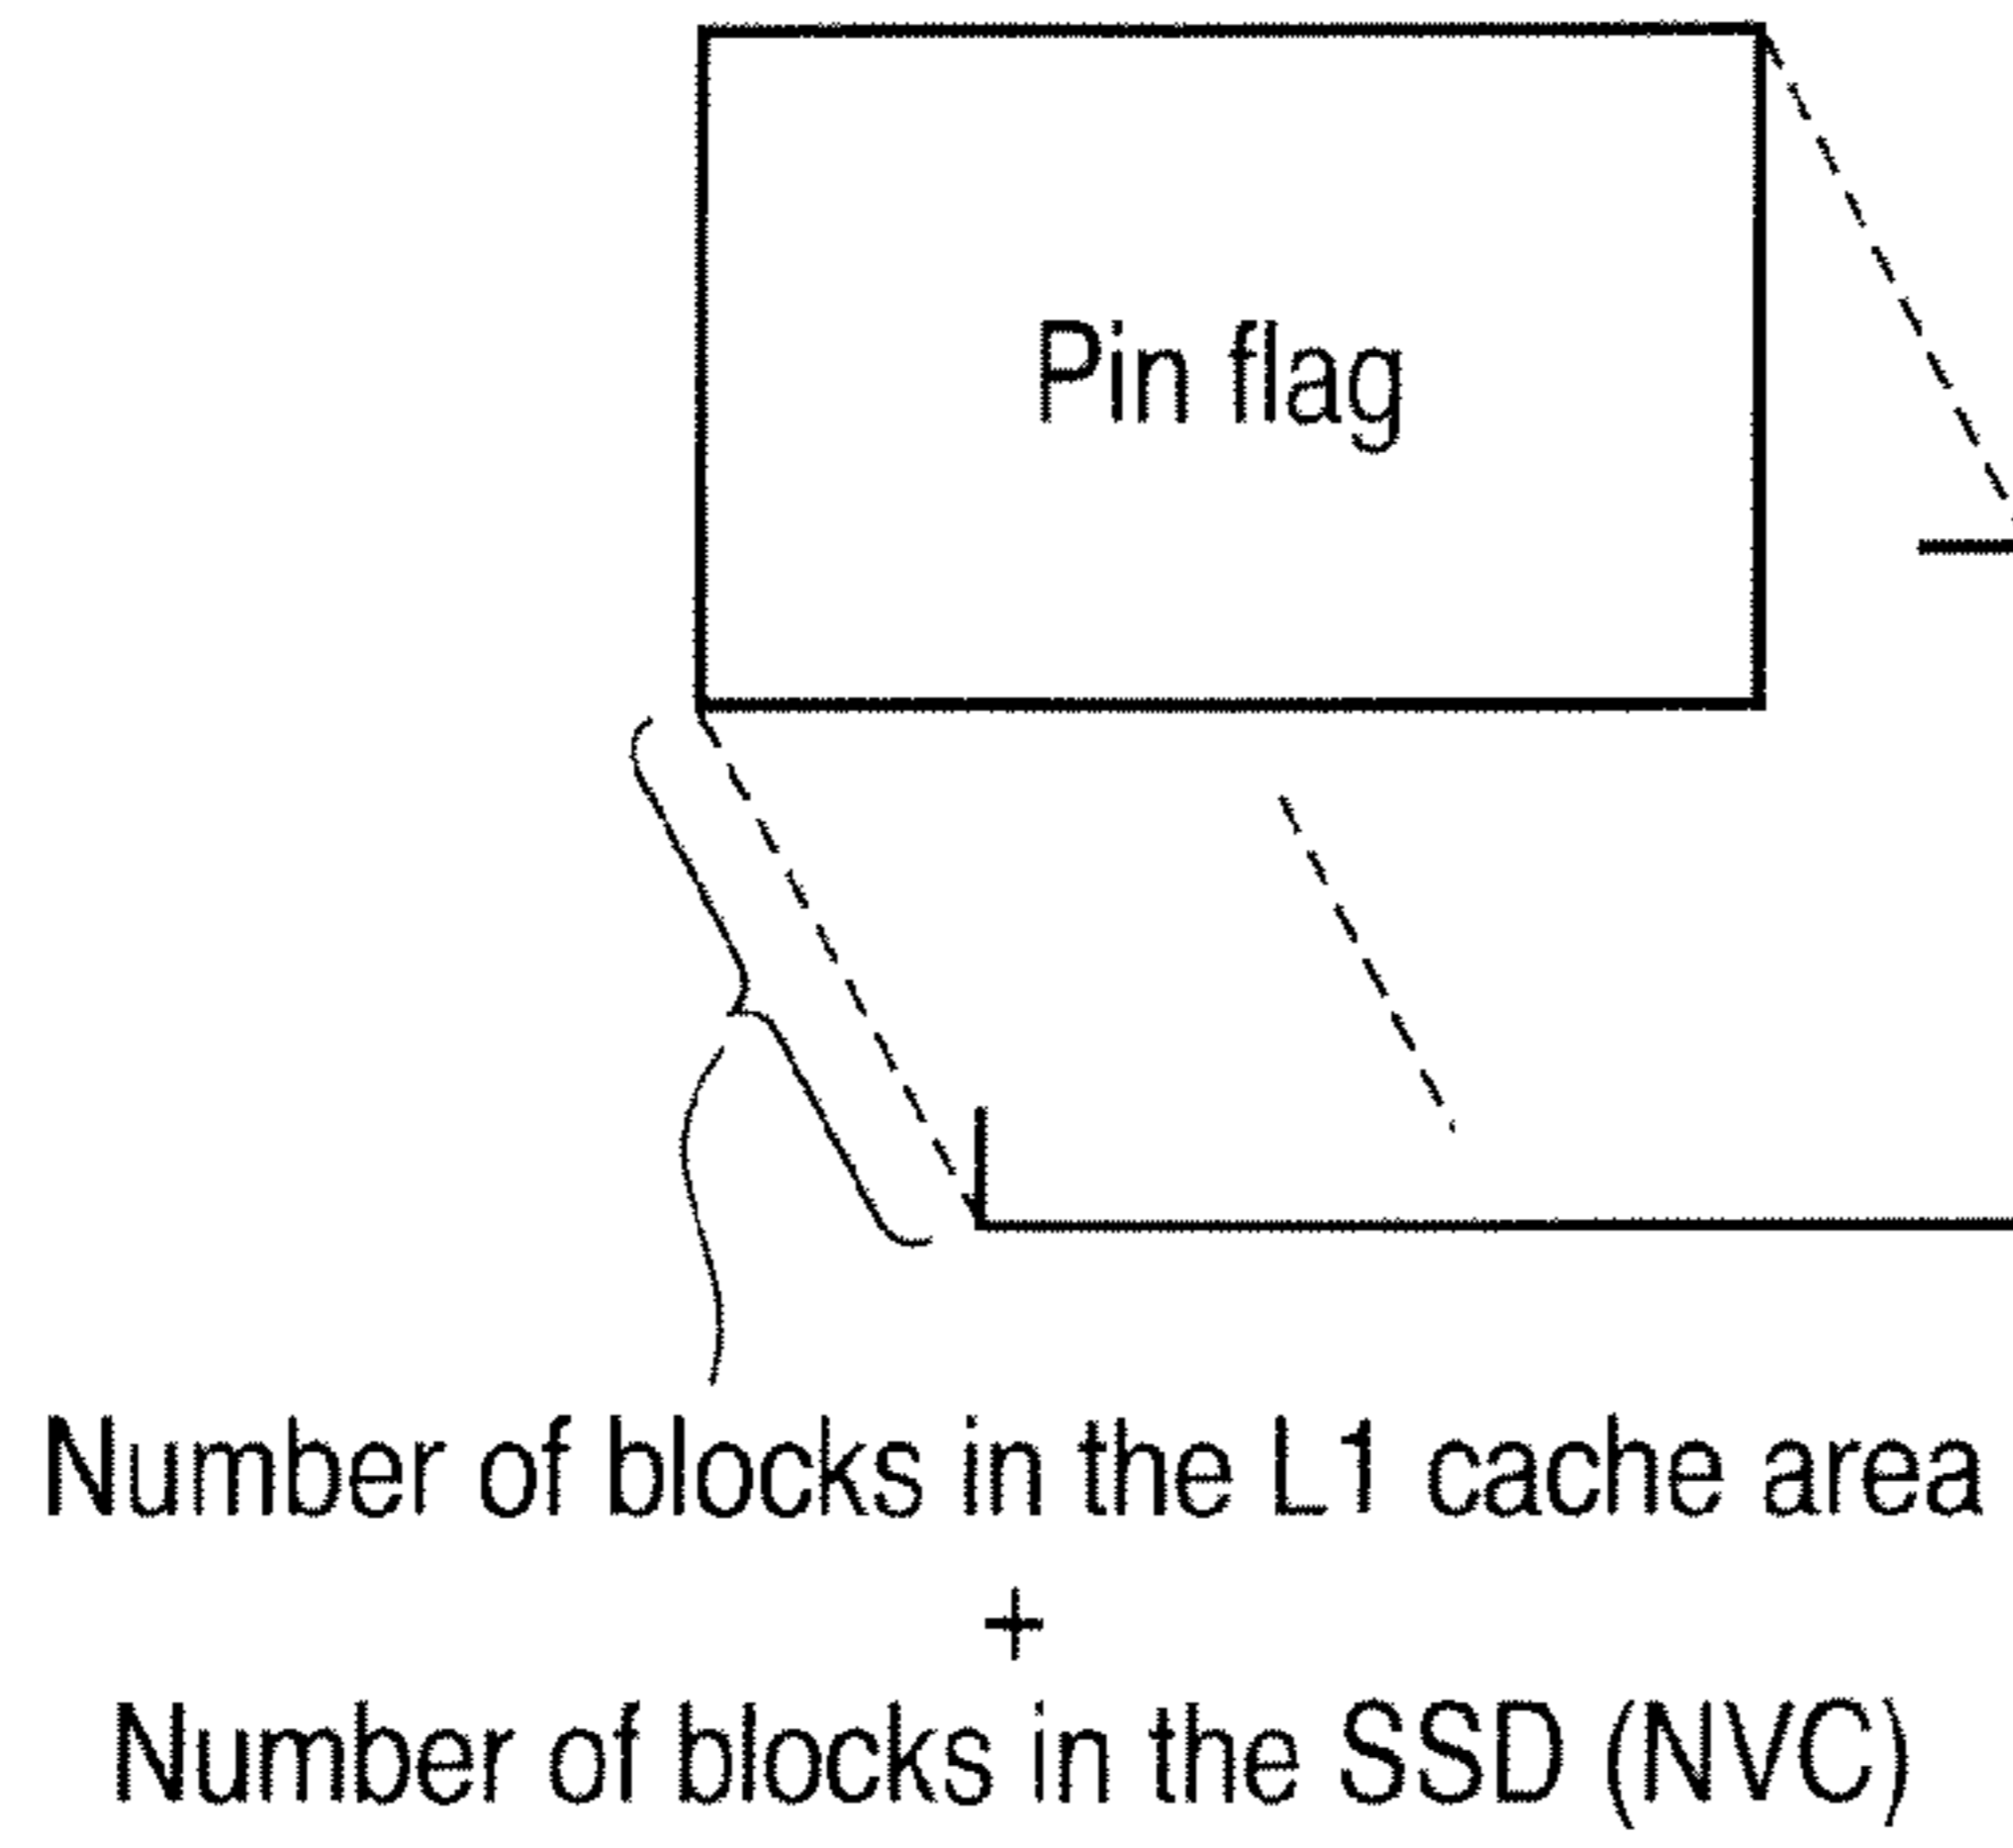 Pin flag
Number of blocks in the L1 cache area
+
Number of blocks in the SSD (NVC)